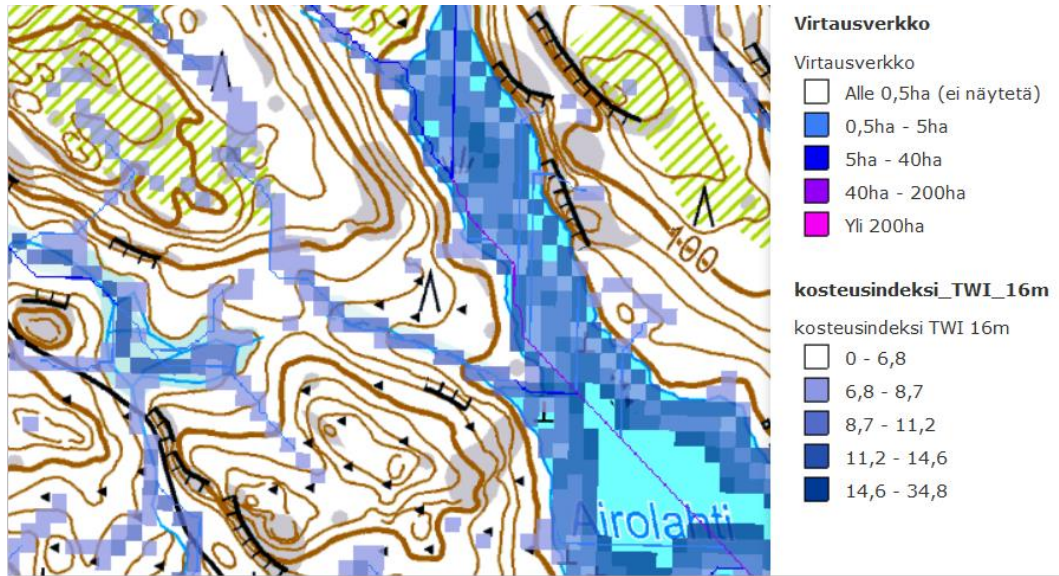 Virtausverkko
Virtausverkko
Alle 0,5ha (ei näytetä)
0,5ha - 5ha
5ha - 40ha
40ha - 200ha
Yli 200ha
kosteusindeksi_TWI_16m
kosteusindeksi TWI 16m
0 - 6,8
6,8 - 8,7
8,7 - 11,2
11,2 - 14,6
14,6 - 34,8
100
Airolahti